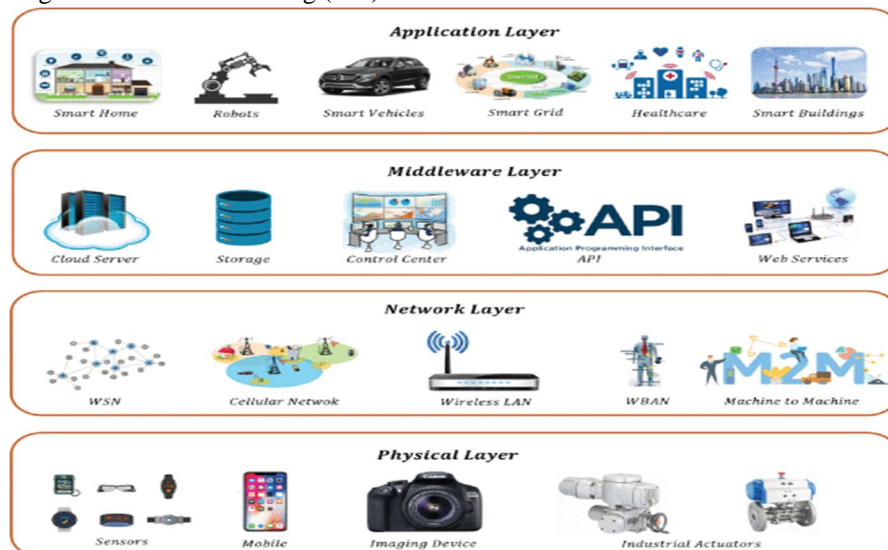 Application Layer
Smart Home Robots Smart Vehicles Smart Grid Healthcare Smart Buildings
Middleware Layer
API
Application Programming Interface
Cloud Server Storage Control Center API Web Services
Network Layer
M2M
WSN Cellular Netwok Wireless LAN WBAN Machine to Machine
Physical Layer
Canon
Sensors Mobile Imaging Device Industrial Actuators